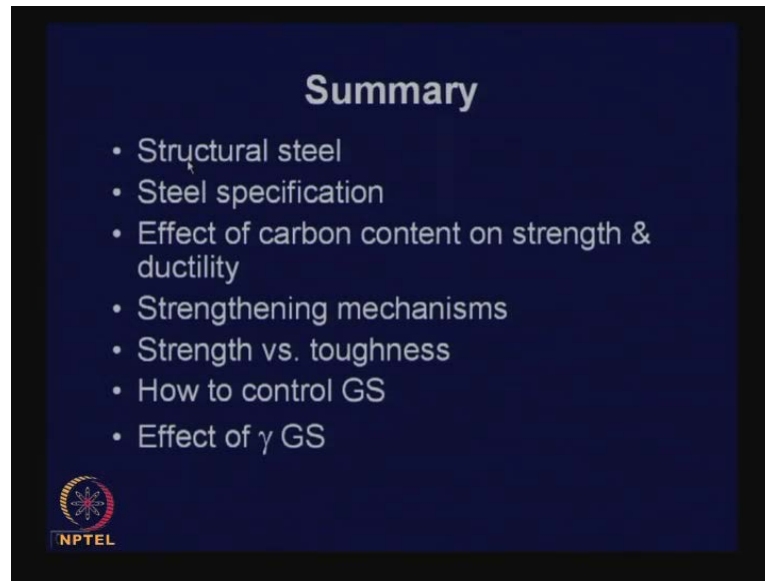 Summary
• Structural steel
• Steel specification
• Effect of carbon content on strength &
ductility
• Strengthening mechanisms
• Strength vs. toughness
• How to control GS
• Effect of γ GS
NPTEL